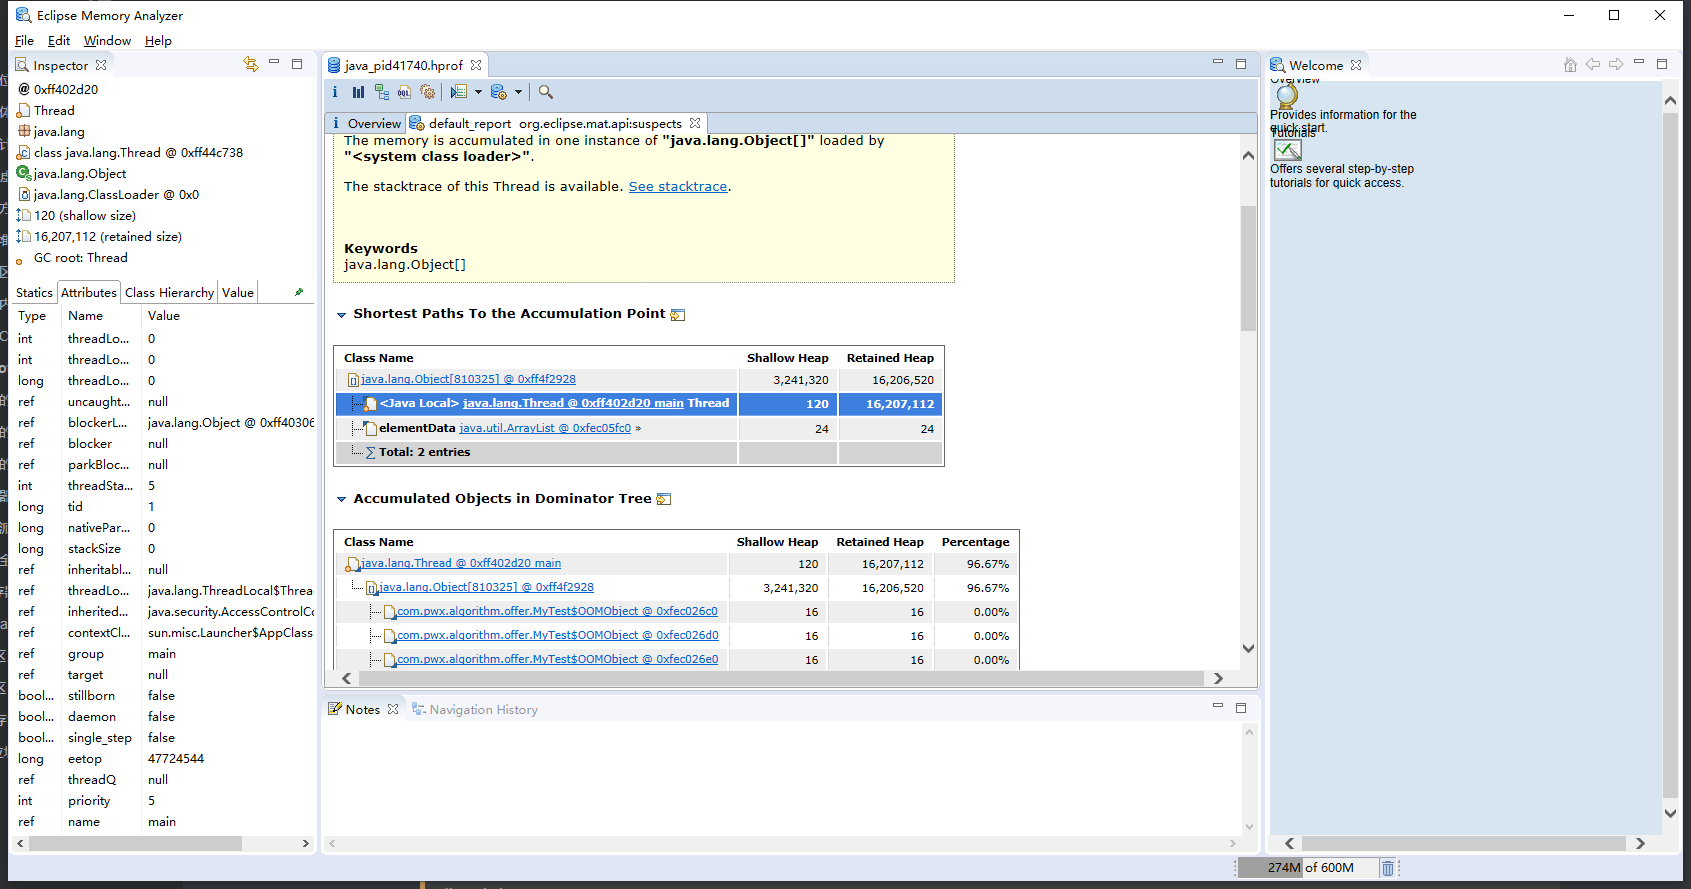 Eclipse Memory Analyzer
File Edit Window Help
Inspector
@ 0xff402d20
Thread
java.lang
class java.lang.Thread @ 0xff44c738
java.lang.Object
java.lang.ClassLoader @ 0x0
120 (shallow size)
16,207,112 (retained size)
GC root: Thread
Statics Attributes Class Hierarchy Value
Type Name Value
int threadLo... 0
int threadLo... 0
long threadLo... 0
ref uncaught... null
ref blockerL... java.lang.Object @ 0xff40306
ref blocker null
ref parkBloc... null
int threadSta... 5
long tid 1
long nativePar... 0
long stackSize 0
ref inheritabl... null
ref threadLo... java.lang.ThreadLocal$Threa
ref inherited... java.security.AccessControlCo
ref contextCl... sun.misc.Launcher$AppClass
ref group main
ref target null
bool... stillborn false
bool... daemon false
bool... single_step false
long eetop 47724544
ref threadQ null
int priority 5
ref name main
java_pid41740.hprof
Overview default_report org.eclipse.mat.api:suspects
The memory is accumulated in one instance of "java.lang.Object[]" loaded by
"<system class loader>".
The stacktrace of this Thread is available. See stacktrace.
Keywords
java.lang.Object[]
Shortest Paths To the Accumulation Point
Class Name Shallow Heap Retained Heap
java.lang.Object[810325] @ 0xff4f2928 3,241,320 16,206,520
<Java Local> java.lang.Thread @ 0xff402d20 main Thread 120 16,207,112
elementData java.util.ArrayList @ 0xfec05fc0 » 24 24
Total: 2 entries
Accumulated Objects in Dominator Tree
Class Name Shallow Heap Retained Heap Percentage
java.lang.Thread @ 0xff402d20 main 120 16,207,112 96.67%
java.lang.Object[810325] @ 0xff4f2928 3,241,320 16,206,520 96.67%
com.pwx.algorithm.offer.MyTest$OOMObject @ 0xfec026c0 16 16 0.00%
com.pwx.algorithm.offer.MyTest$OOMObject @ 0xfec026d0 16 16 0.00%
com.pwx.algorithm.offer.MyTest$OOMObject @ 0xfec026e0 16 16 0.00%
Notes Navigation History
Welcome
Overview
Provides information for the
quick start.
Tutorials
Offers several step-by-step
tutorials for quick access.
274M of 600M